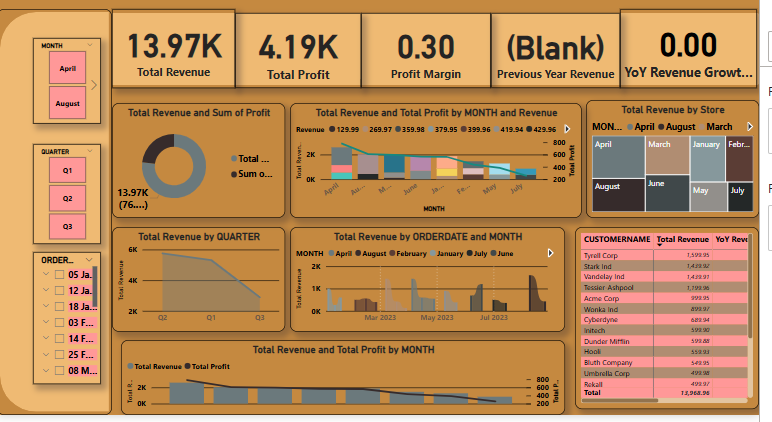 MONTH
April
August
QUARTER
Q1
Q2
Q3
ORDER...
05 Ja...
12 Ja...
18 Ja...
03 F...
14 F...
25 F...
08 M...
13.97K
Total Revenue
4.19K
Total Profit
0.30
Profit Margin
(Blank)
Previous Year Revenue
0.00
YoY Revenue Growt...
Total Revenue and Sum of Profit
Total ...
Sum o...
13.97K
(76....)
Total Revenue and Total Profit by MONTH and Revenue
Revenue 129.99 269.97 359.98 379.95 399.96 419.94 429.96
Total Reven...
2K
0K
800
600
400
200
Total Profit
April Au... M... June Ja... Fe... May July
MONTH
Total Revenue by Store
MON... April August March
April
August
March
June
January
Febr...
May
July
Total Revenue by QUARTER
Total Revenue
6K
4K
2K
Q2 Q1 Q3
Total Revenue by ORDERDATE and MONTH
MONTH April August February January July June
Total Revenue
2K
1K
0K
Mar 2023 May 2023 Jul 2023
CUSTOMERNAME Total Revenue YoY Reve
Tyrell Corp 1,599.95
Stark Ind 1,439.92
Vandelay Ind 1,439.91
Tessier-Ashpool 1,199.96
Acme Corp 999.95
Wonka Ind 899.97
Cyberdyne 689.94
Initech 599.90
Dunder Mifflin 599.88
Hooli 559.93
Bluth Company 549.95
Umbrella Corp 499.98
Rekall 499.97
Total 13,968.96
Total Revenue and Total Profit by MONTH
Total Revenue Total Profit
Total R...
2K
0K
800
600
400
200
Total P...